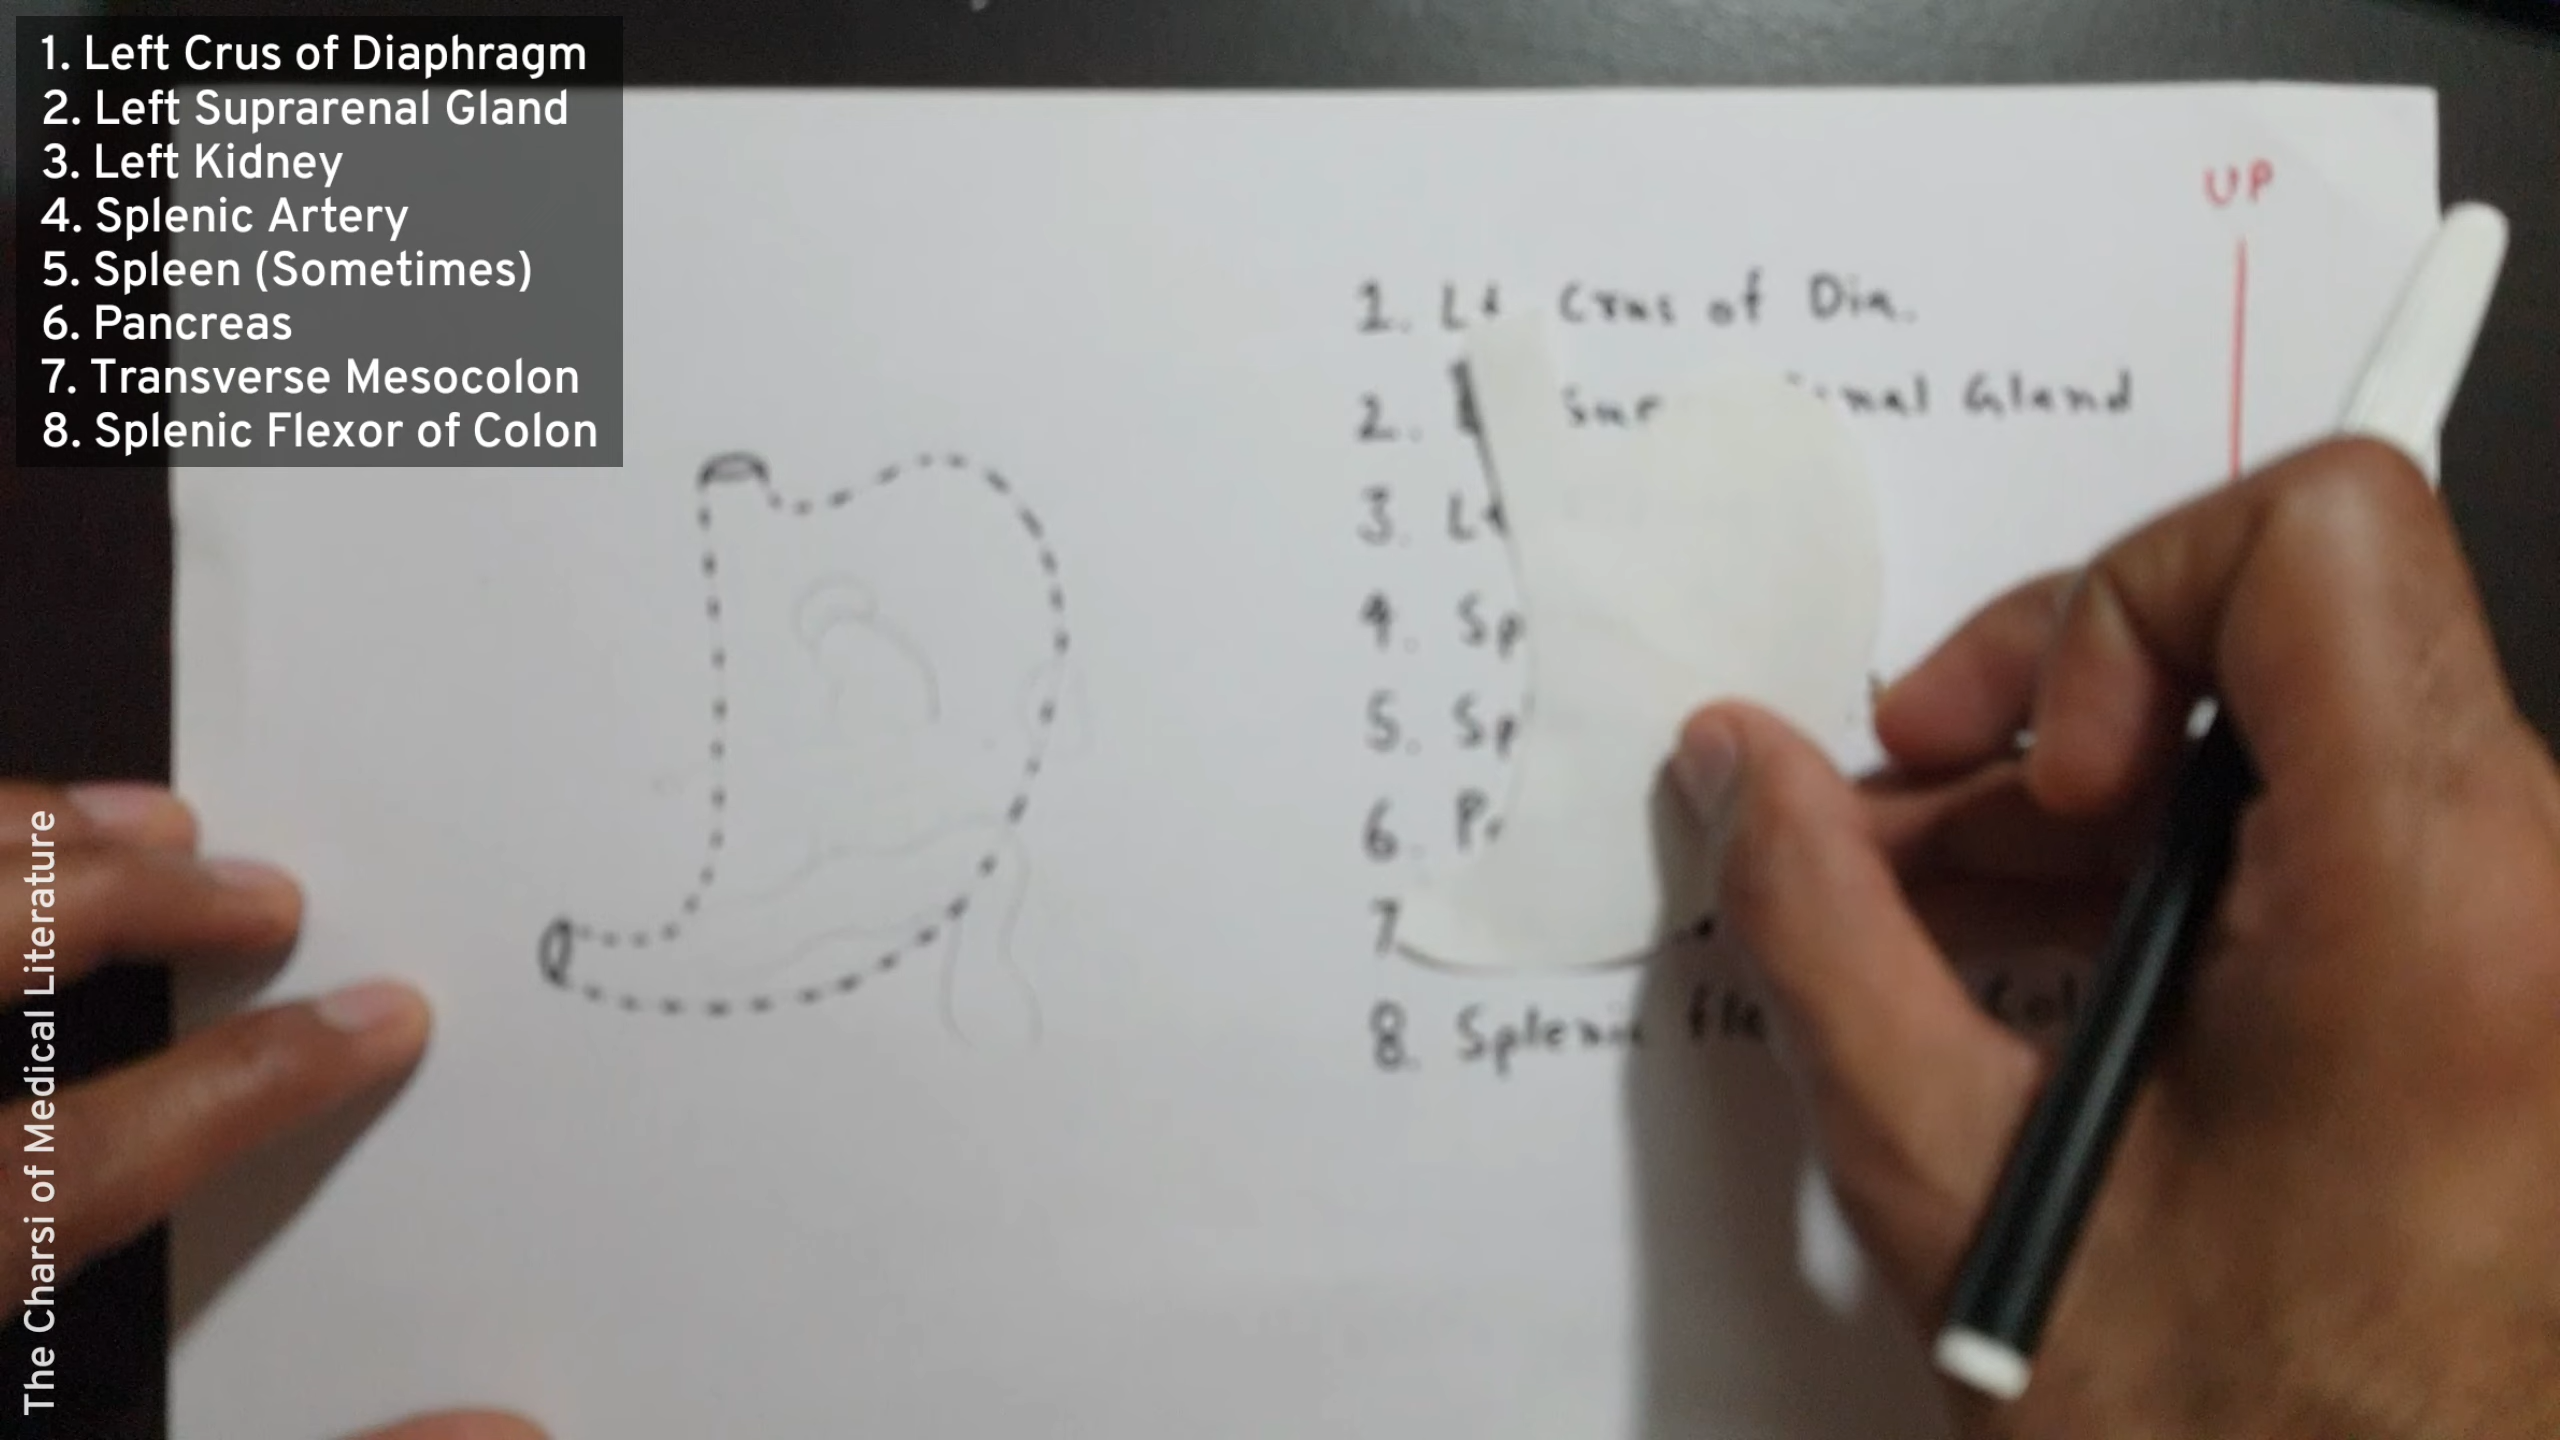 1. Left Crus of Diaphragm
2. Left Suprarenal Gland
3. Left Kidney
4. Splenic Artery
5. Spleen (Sometimes)
6. Pancreas
7. Transverse Mesocolon
8. Splenic Flexor of Colon
UP
1. Lt Crus of Dia.
2. Gland
3. Lt
4.
5.
6.
7
8.
The Charsi of Medical Literature